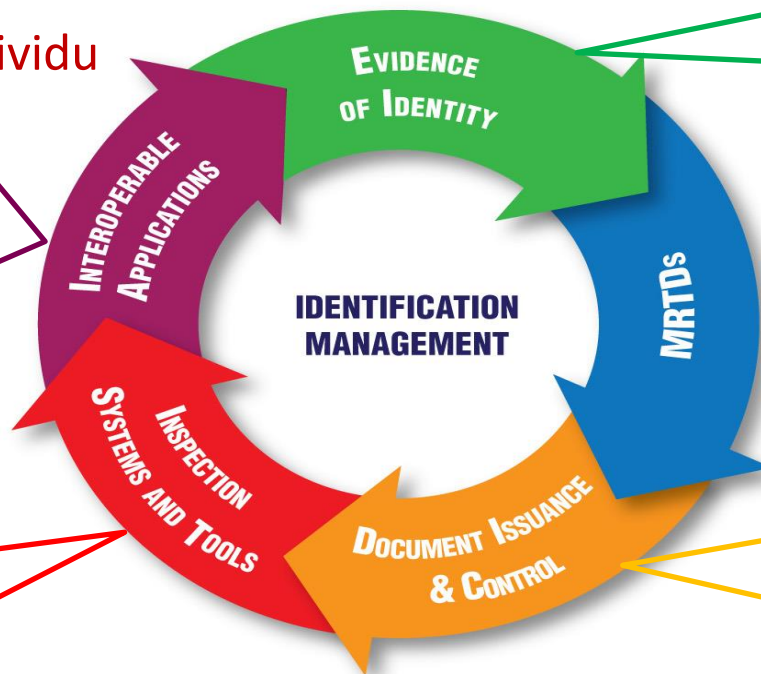 ividu
EVIDENCE
OF IDENTITY
INTEROPERABLE
APPLICATIONS
MRTDs
IDENTIFICATION
MANAGEMENT
INSPECTION
SYSTEMS AND TOOLS
DOCUMENT ISSUANCE
& CONTROL